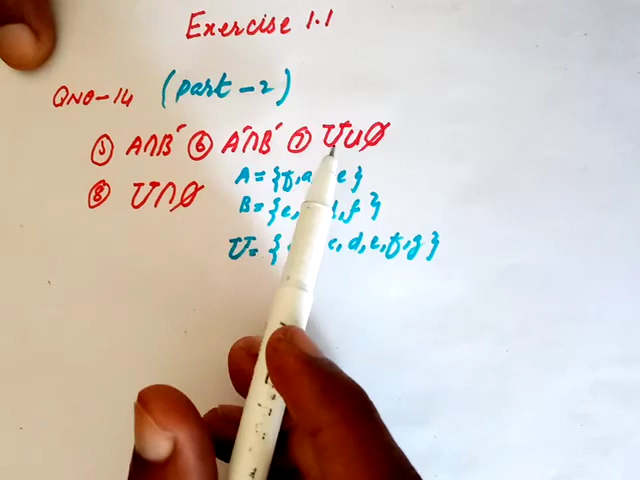 Exercise 1.1
QNO-14 (part-2)
⑤ A∩B′ ⑥ A′∩B′ ⑦ U∪∅
⑧ U∩∅
A = {f, a, e}
B = {c, d, f}
U = { c, d, e, f, g}